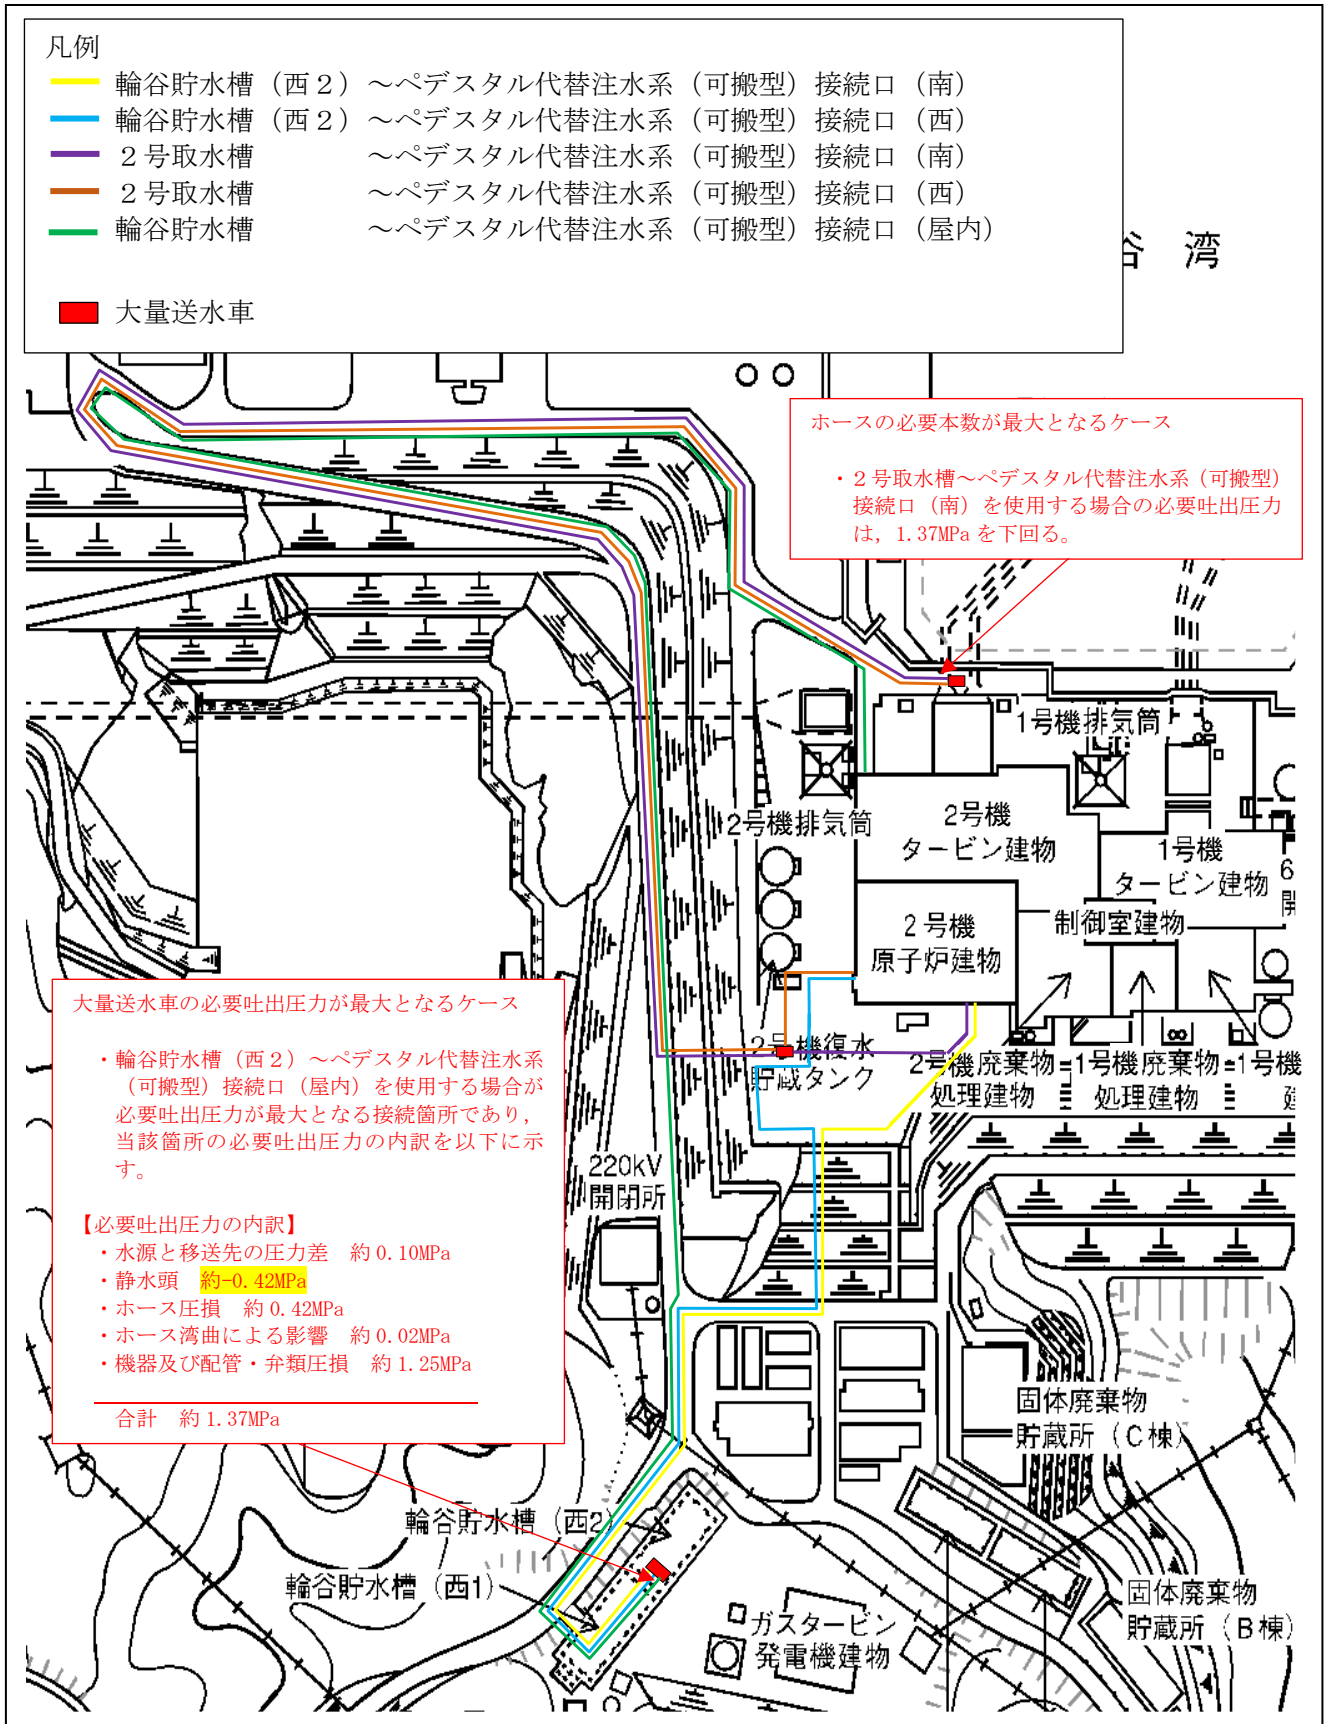 凡例
輪谷貯水槽（西２）～ペデスタル代替注水系（可搬型）接続口（南）
輪谷貯水槽（西２）～ペデスタル代替注水系（可搬型）接続口（西）
２号取水槽　　　　～ペデスタル代替注水系（可搬型）接続口（南）
２号取水槽　　　　～ペデスタル代替注水系（可搬型）接続口（西）
輪谷貯水槽　　　　～ペデスタル代替注水系（可搬型）接続口（屋内）
大量送水車
谷　湾
ホースの必要本数が最大となるケース
・２号取水槽～ペデスタル代替注水系（可搬型）
接続口（南）を使用する場合の必要吐出圧力
は，1.37MPa を下回る。
1号機排気筒
2号機排気筒
2号機
タービン建物
1号機
タービン建物
6
開
制御室建物
２号機
原子炉建物
2号機復水
貯蔵タンク
2号機廃棄物
処理建物
1号機廃棄物
処理建物
1号機
建
大量送水車の必要吐出圧力が最大となるケース
・輪谷貯水槽（西２）～ペデスタル代替注水系
（可搬型）接続口（屋内）を使用する場合が
必要吐出圧力が最大となる接続箇所であり，
当該箇所の必要吐出圧力の内訳を以下に示
す。
【必要吐出圧力の内訳】
・水源と移送先の圧力差　約 0.10MPa
・静水頭　約-0.42MPa
・ホース圧損　約 0.42MPa
・ホース湾曲による影響　約 0.02MPa
・機器及び配管・弁類圧損　約 1.25MPa
合計　約 1.37MPa
220kV
開閉所
固体廃棄物
貯蔵所（C棟）
輪谷貯水槽（西2）
輪谷貯水槽（西1）
ガスタービン
発電機建物
固体廃棄物
貯蔵所（B棟）